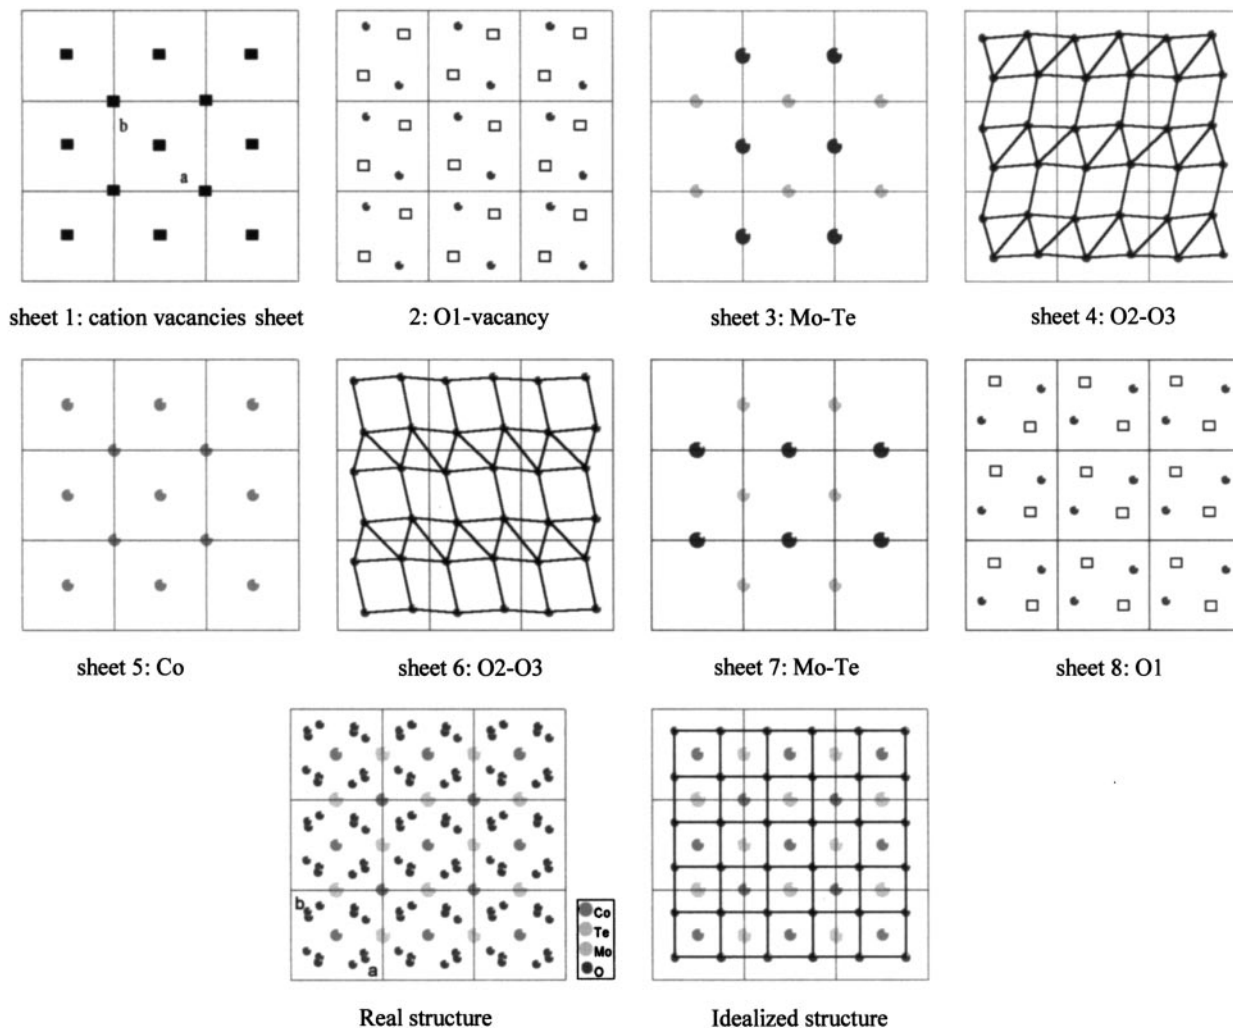 b
a
sheet 1: cation vacancies sheet
2: O1-vacancy
sheet 3: Mo-Te
sheet 4: O2-O3
sheet 5: Co
sheet 6: O2-O3
sheet 7: Mo-Te
sheet 8: O1
b
a
Co
Te
Mo
O
Real structure
Idealized structure